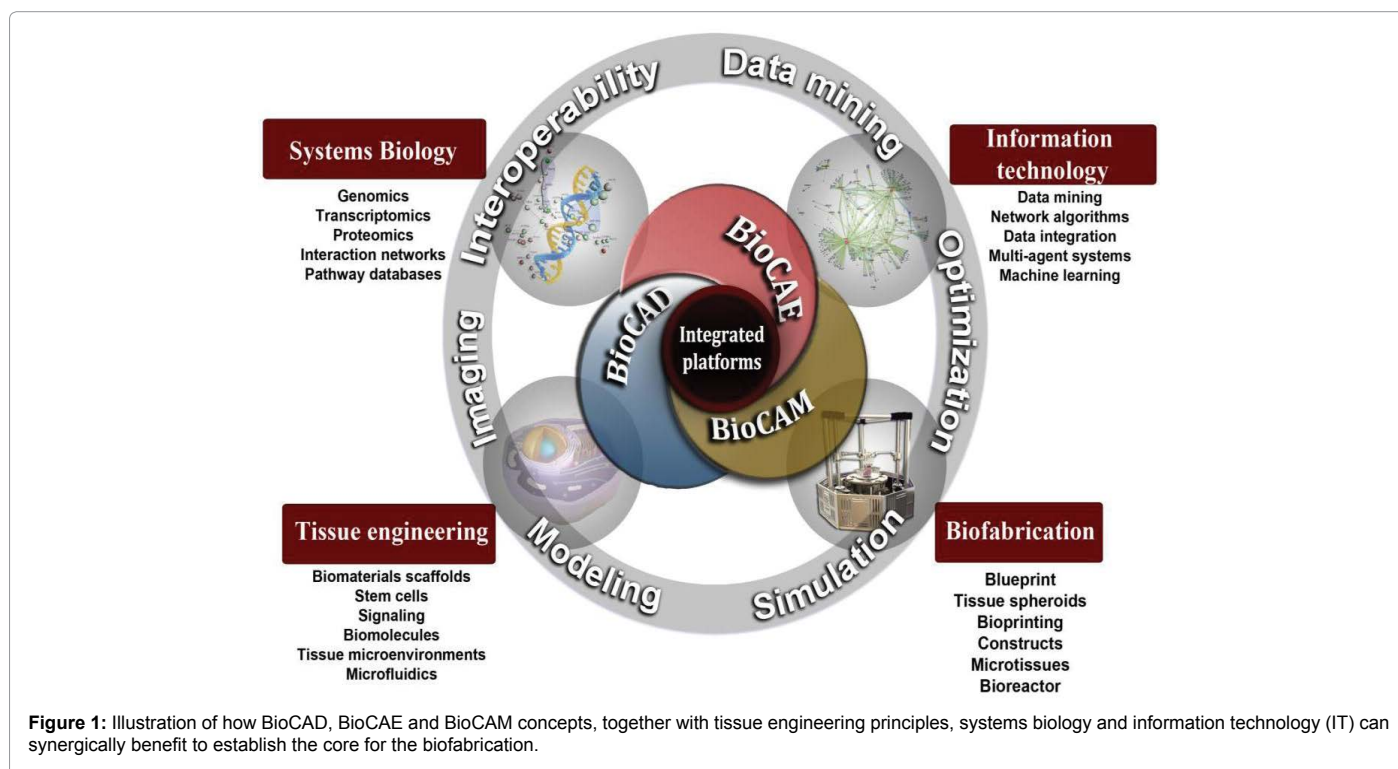 Interoperability
Data mining
Systems Biology
Genomics
Transcriptomics
Proteomics
Interaction networks
Pathway databases
Information
technology
Data mining
Network algorithms
Data integration
Multi-agent systems
Machine learning
BioCAE
BioCAD
Integrated
platforms
BioCAM
Imaging
Optimization
Modeling
Simulation
Tissue engineering
Biomaterials scaffolds
Stem cells
Signaling
Biomolecules
Tissue microenvironments
Microfluidics
Biofabrication
Blueprint
Tissue spheroids
Bioprinting
Constructs
Microtissues
Bioreactor
Figure 1: Illustration of how BioCAD, BioCAE and BioCAM concepts, together with tissue engineering principles, systems biology and information technology (IT) can
synergically benefit to establish the core for the biofabrication.